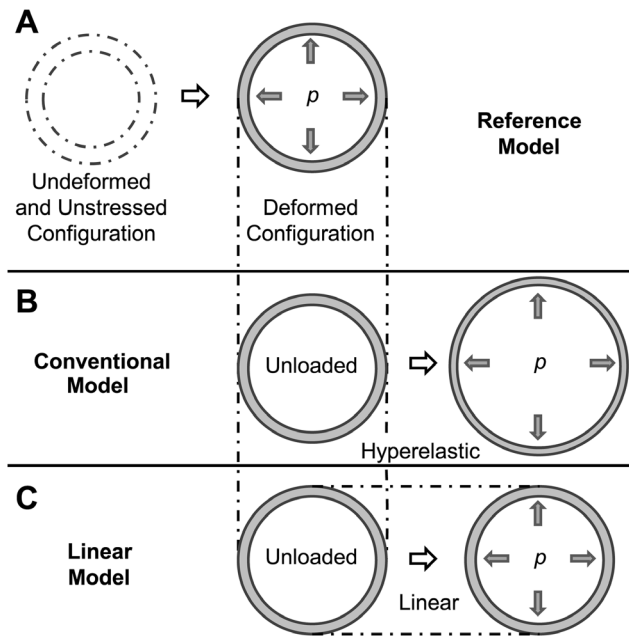 A
p
Reference
Model
Undeformed
and Unstressed
Configuration
Deformed
Configuration
B
Conventional
Model
Unloaded
p
Hyperelastic
C
Linear
Model
Unloaded
p
Linear